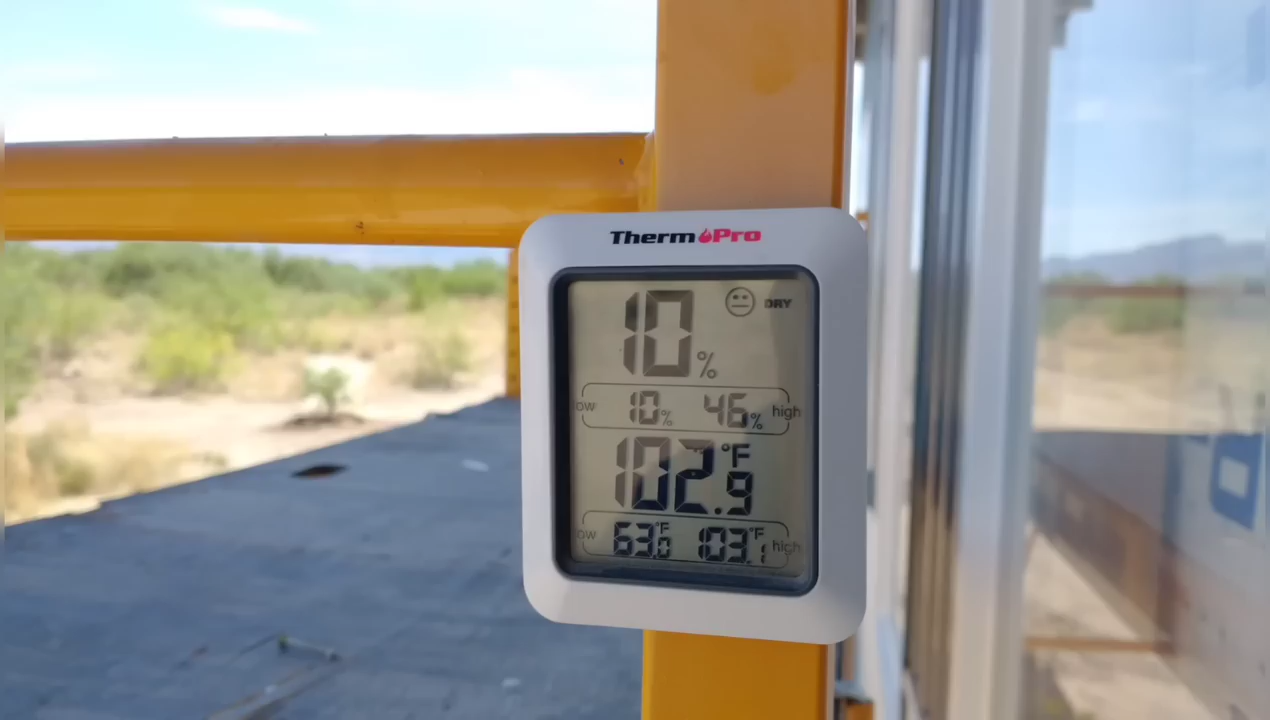 ThermoPro
10% DRY
low 10% 46% high
102.9°F
low 63.0°F 103.1°F high